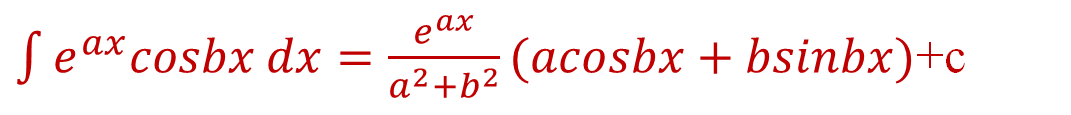 ∫ e^{ax} cosbx dx = \frac{e^{ax}}{a^2+b^2} (acosbx + bsinbx)+c